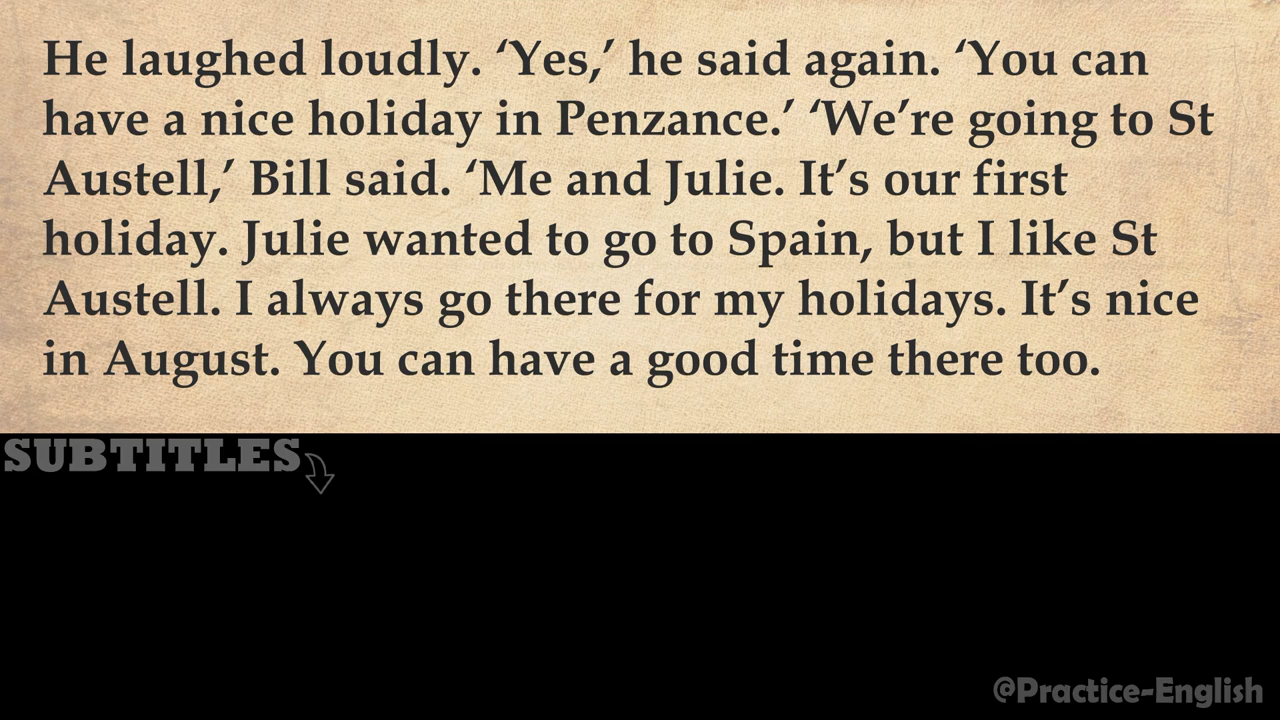 He laughed loudly. ‘Yes,’ he said again. ‘You can
have a nice holiday in Penzance.’ ‘We’re going to St
Austell,’ Bill said. ‘Me and Julie. It’s our first
holiday. Julie wanted to go to Spain, but I like St
Austell. I always go there for my holidays. It’s nice
in August. You can have a good time there too.
SUBTITLES
@Practice-English